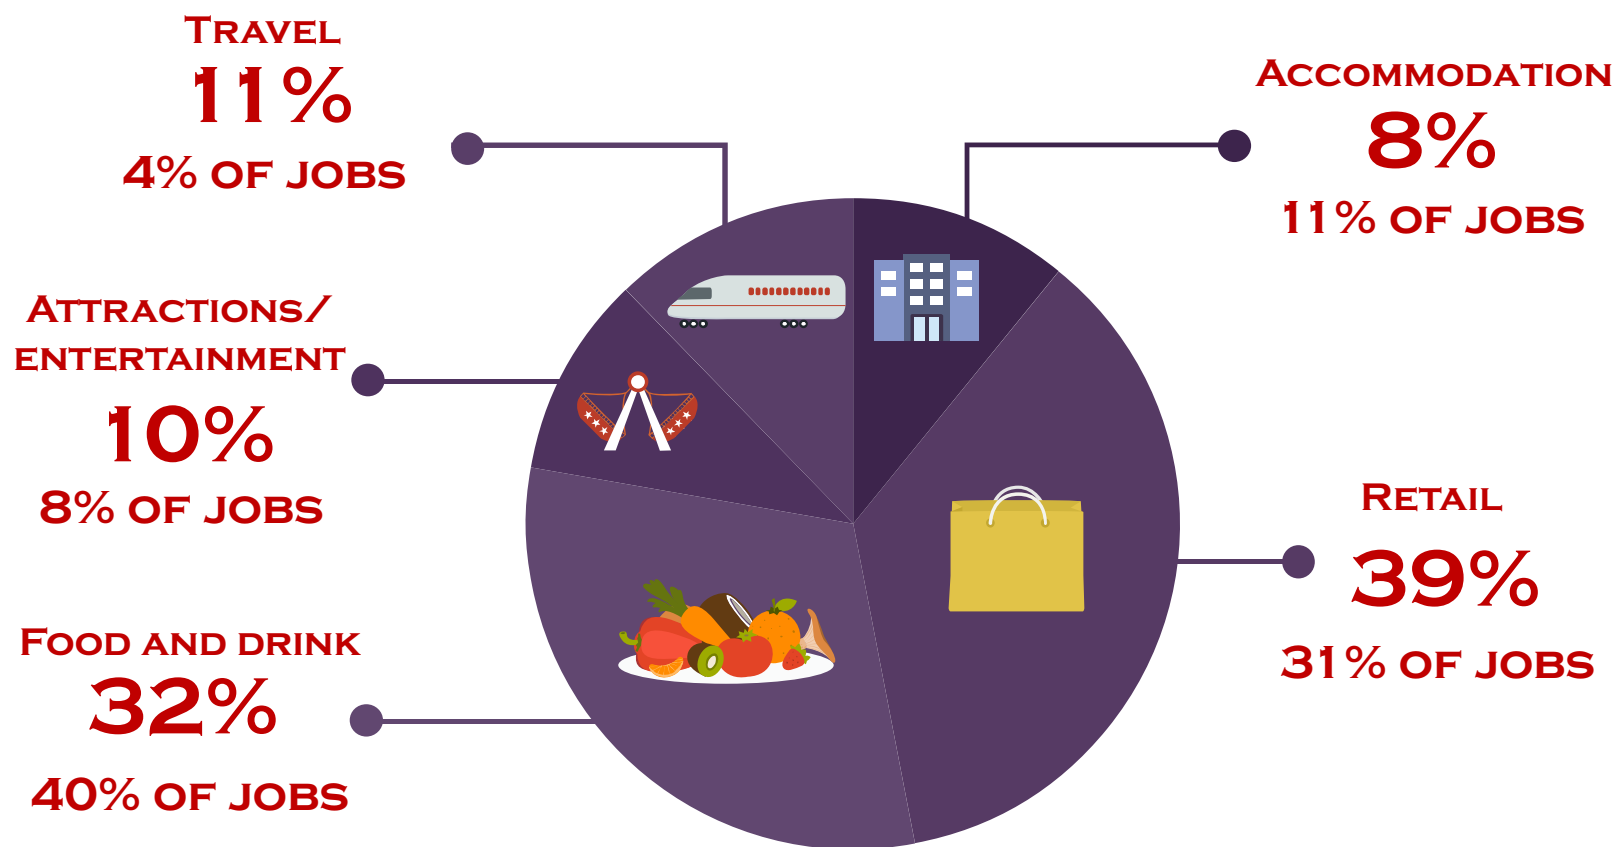 Travel
11%
4% of jobs
Accommodation
8%
11% of jobs
Attractions/
entertainment
10%
8% of jobs
Retail
39%
31% of jobs
Food and drink
32%
40% of jobs